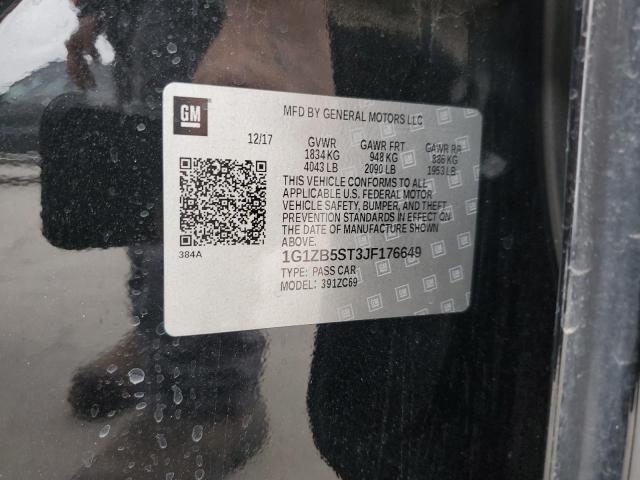 GM
MFD BY GENERAL MOTORS LLC
12/17 GVWR GAWR FRT GAWR RR
1834 KG 948 KG 886 KG
4043 LB 2090 LB 1953 LB
THIS VEHICLE CONFORMS TO ALL
APPLICABLE U.S. FEDERAL MOTOR
VEHICLE SAFETY, BUMPER, AND THEFT
PREVENTION STANDARDS IN EFFECT ON
THE DATE OF MANUFACTURE SHOWN
ABOVE.
384A
1G1ZB5ST3JF176649
TYPE: PASS CAR
MODEL: 391ZC69